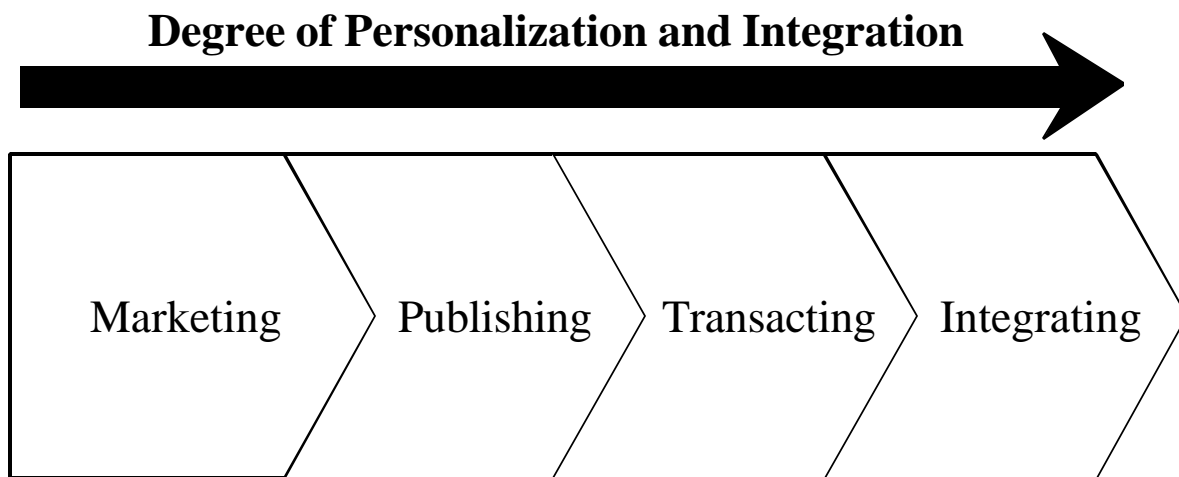 Degree of Personalization and Integration
Marketing
Publishing
Transacting
Integrating